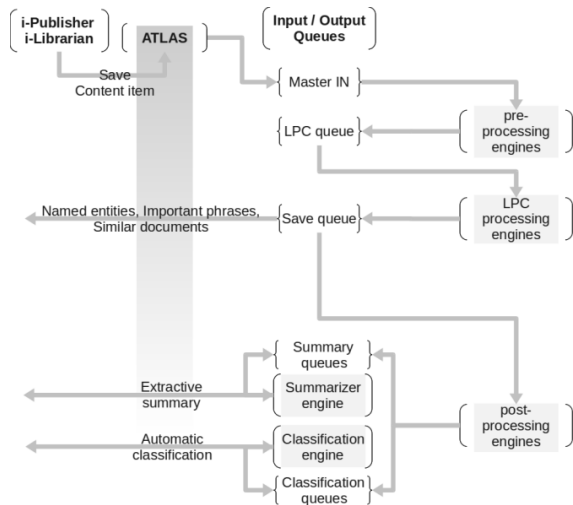 i-Publisher
i-Librarian
ATLAS
Input / Output
Queues
Save
Content item
Master IN
pre-
processing
engines
LPC queue
LPC
processing
engines
Named entities, Important phrases,
Similar documents
Save queue
Summary
queues
Extractive
summary
Summarizer
engine
post-
processing
engines
Automatic
classification
Classification
engine
Classification
queues